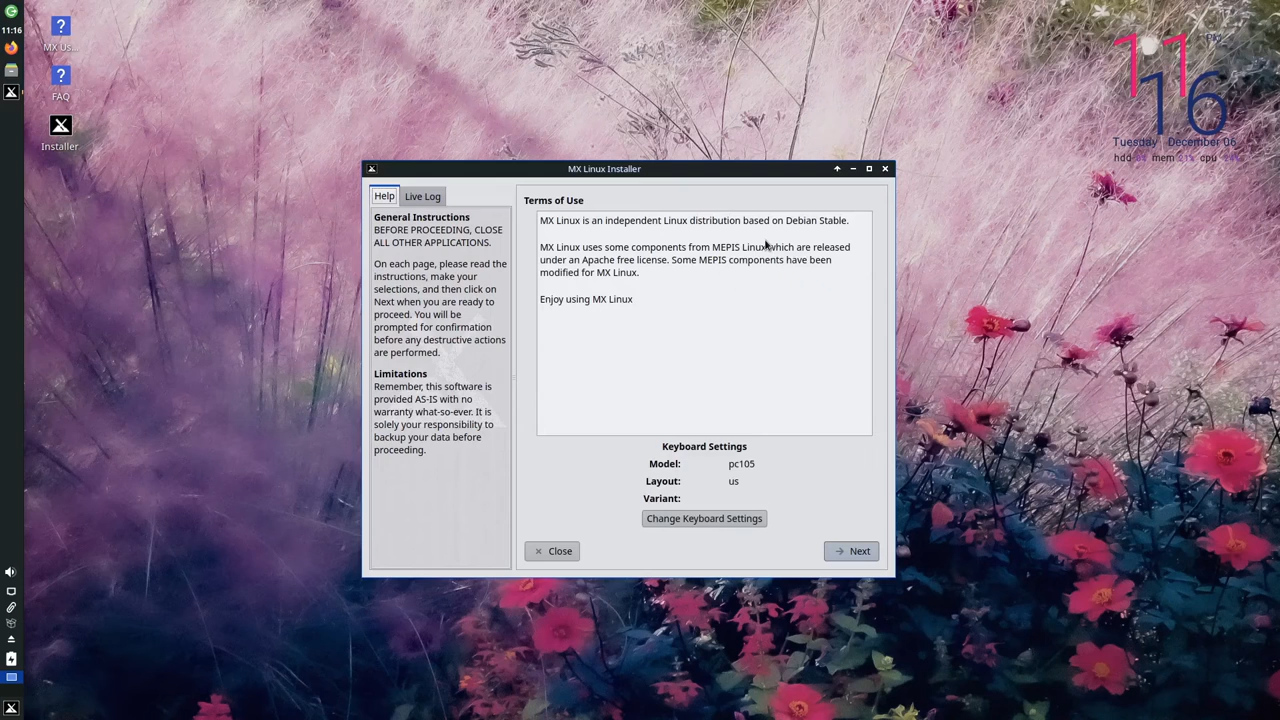 11:16
MX Us...
FAQ
Installer
11
PM
16
Tuesday December 06
hdd mem 21% cpu
MX Linux Installer
Help
Live Log
General Instructions
BEFORE PROCEEDING, CLOSE
ALL OTHER APPLICATIONS.
On each page, please read the
instructions, make your
selections, and then click on
Next when you are ready to
proceed. You will be
prompted for confirmation
before any destructive actions
are performed.
Limitations
Remember, this software is
provided AS-IS with no
warranty what-so-ever. It is
solely your responsibility to
backup your data before
proceeding.
Terms of Use
MX Linux is an independent Linux distribution based on Debian Stable.
MX Linux uses some components from MEPIS Linux which are released
under an Apache free license. Some MEPIS components have been
modified for MX Linux.
Enjoy using MX Linux
Keyboard Settings
Model: pc105
Layout: us
Variant:
Change Keyboard Settings
Close
Next